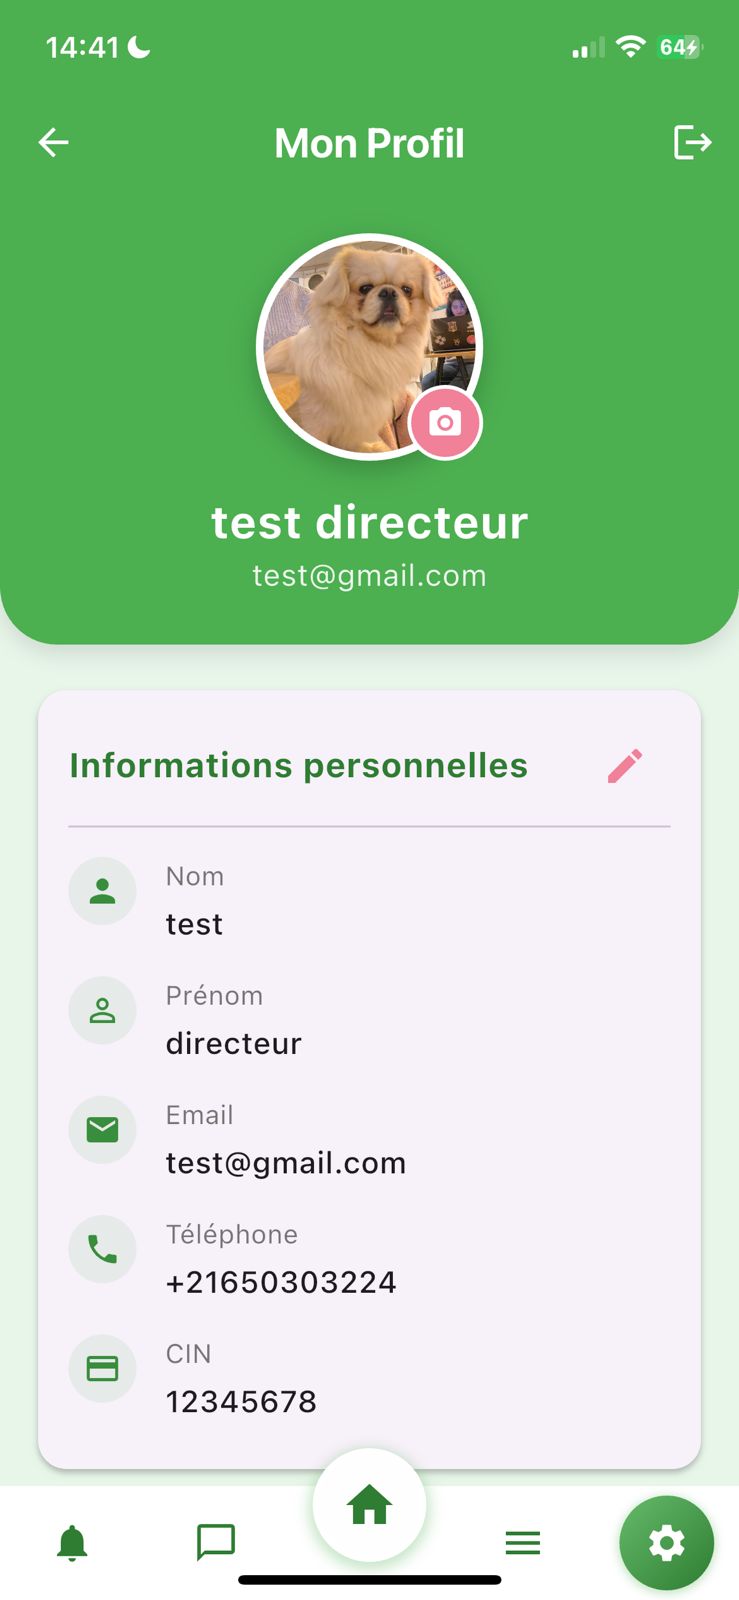 14:41
64
Mon Profil
test directeur
test@gmail.com
Informations personnelles
Nom
test
Prénom
directeur
Email
test@gmail.com
Téléphone
+21650303224
CIN
12345678